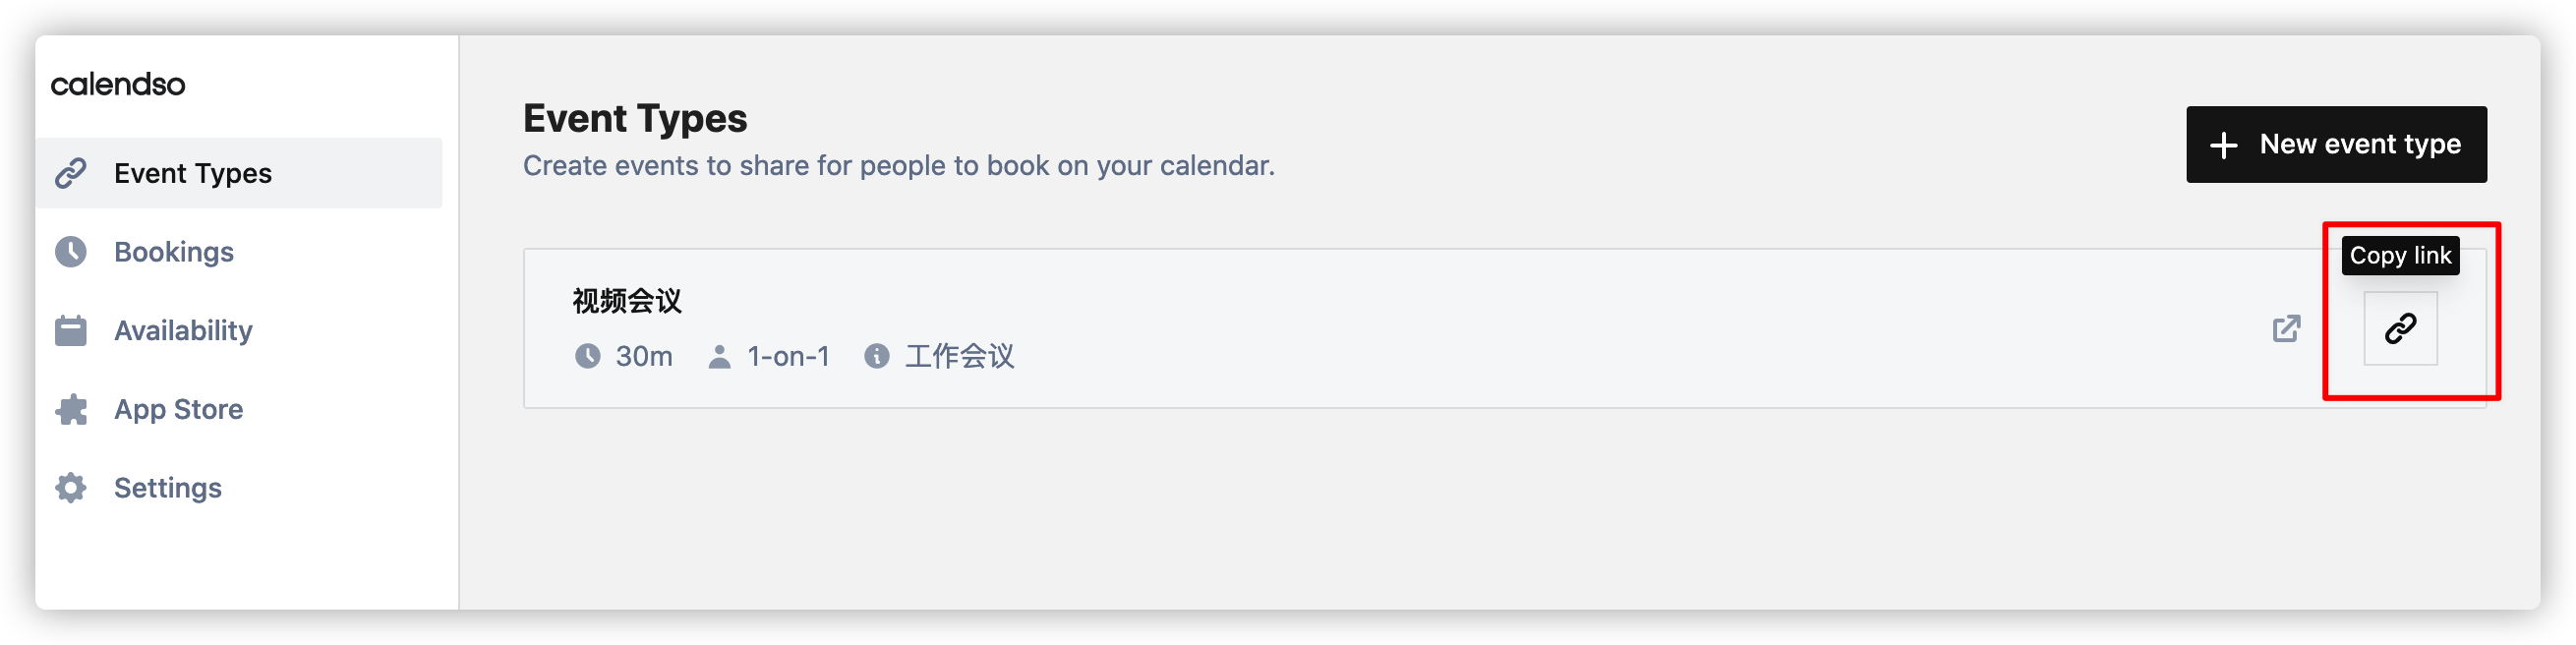 calendso
Event Types
Bookings
Availability
App Store
Settings
Event Types
Create events to share for people to book on your calendar.
New event type
Copy link
视频会议
30m 1-on-1 工作会议